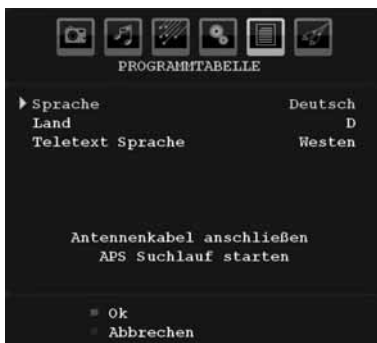 PROGRAMMTABELLE
Sprache Deutsch
Land D
Teletext Sprache Westen
Antennenkabel anschließen
APS Suchlauf starten
Ok
Abbrechen